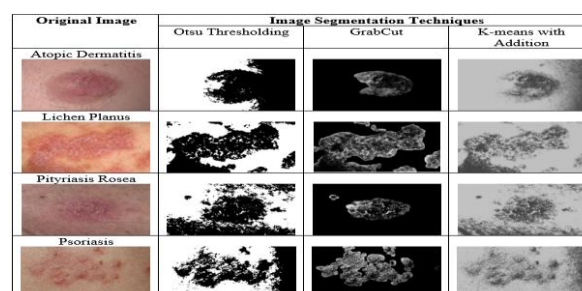 Original Image
Image Segmentation Techniques
Otsu Thresholding
GrabCut
K-means with
Addition
Atopic Dermatitis
Lichen Planus
Pityriasis Rosea
Psoriasis